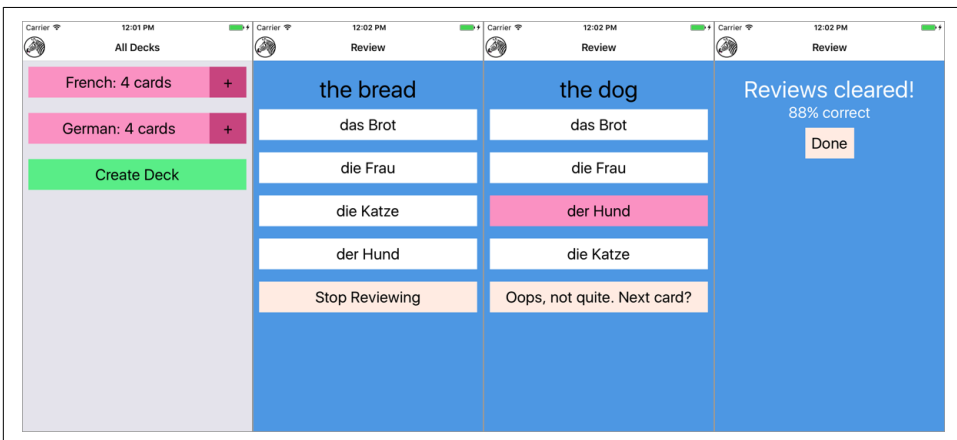 Carrier 12:01 PM
All Decks
French: 4 cards +
German: 4 cards +
Create Deck
Carrier 12:02 PM
Review
the bread
das Brot
die Frau
die Katze
der Hund
Stop Reviewing
Carrier 12:02 PM
Review
the dog
das Brot
die Frau
der Hund
die Katze
Oops, not quite. Next card?
Carrier 12:02 PM
Review
Reviews cleared!
88% correct
Done